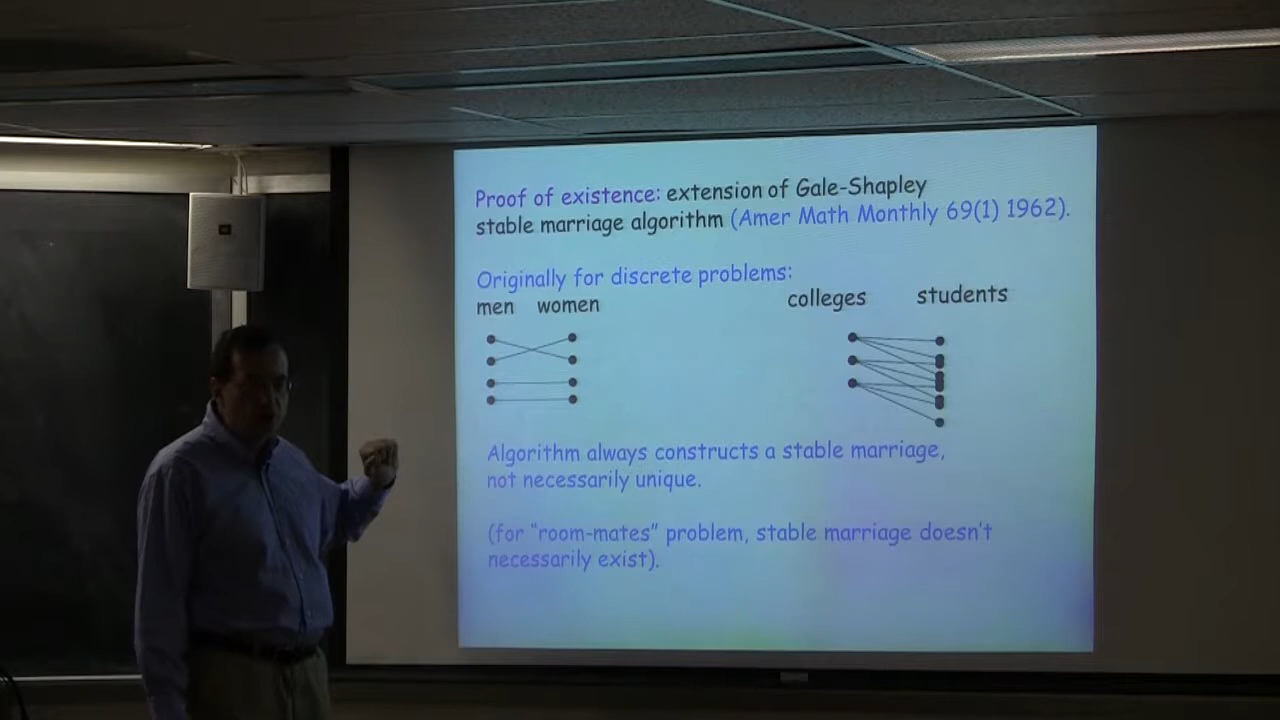 Proof of existence: extension of Gale-Shapley
stable marriage algorithm (Amer Math Monthly 69(1) 1962).
Originally for discrete problems:
men women
colleges students
Algorithm always constructs a stable marriage,
not necessarily unique.
(for "room-mates" problem, stable marriage doesn't
necessarily exist).